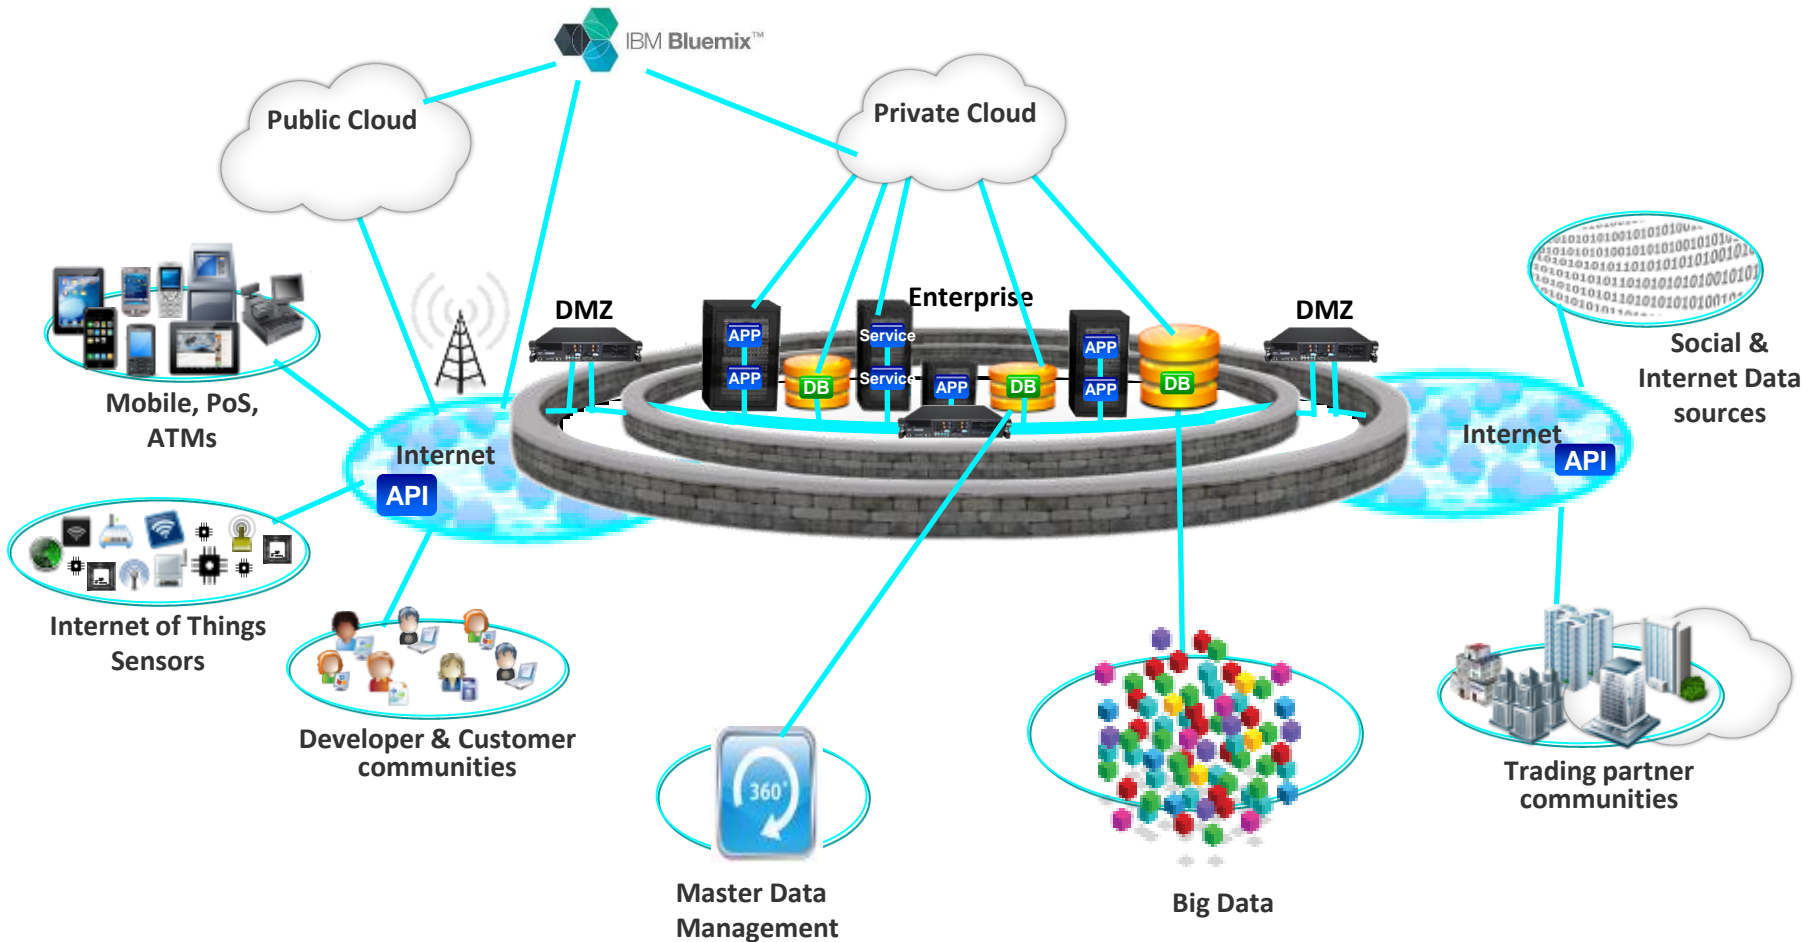 IBM Bluemix™
Public Cloud
Private Cloud
Enterprise
DMZ
DMZ
APP
APP
DB
Service
Service
APP
DB
APP
APP
DB
Mobile, PoS,
ATMs
Internet
API
Internet
API
Social &
Internet Data
sources
Internet of Things
Sensors
Developer & Customer
communities
360°
Master Data
Management
Big Data
Trading partner
communities